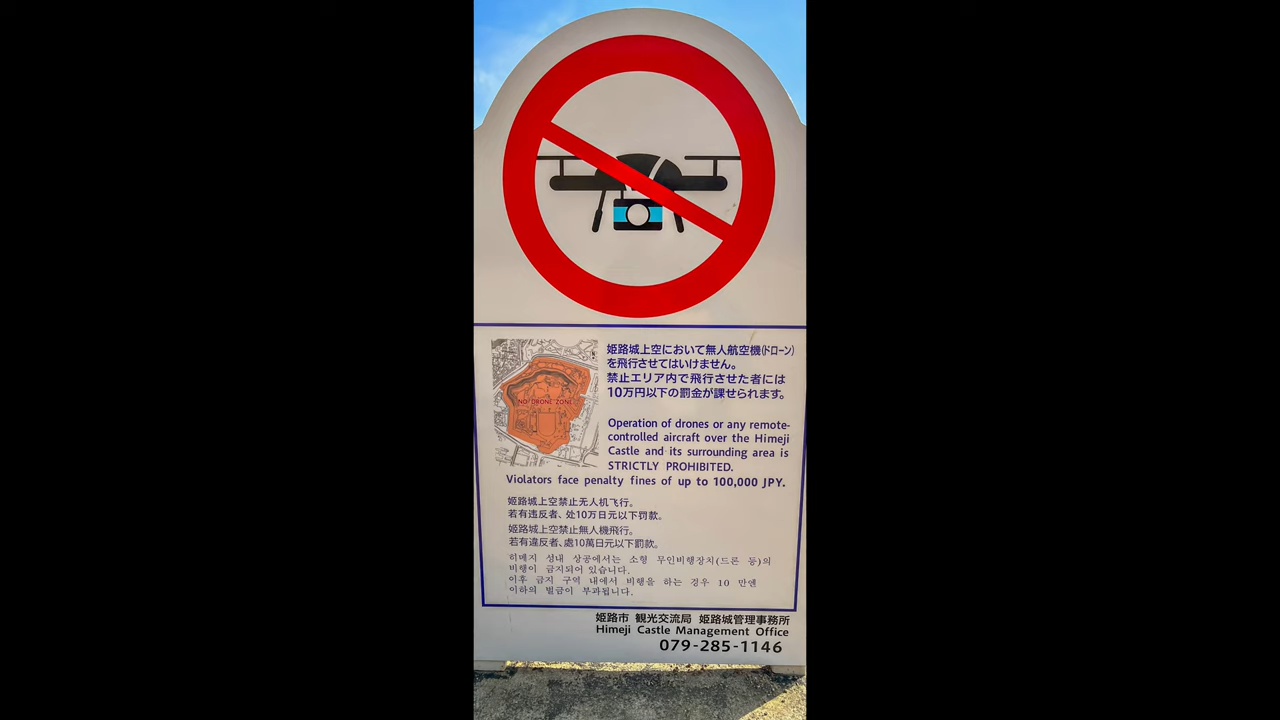 NO DRONE ZONE
姫路城上空において無人航空機(ドローン)
を飛行させてはいけません。
禁止エリア内で飛行させた者には
10万円以下の罰金が課せられます。
Operation of drones or any remote-
controlled aircraft over the Himeji
Castle and its surrounding area is
STRICTLY PROHIBITED.
Violators face penalty fines of up to 100,000 JPY.
姫路城上空禁止无人机飞行。
若有违反者、处10万日元以下罚款。
姫路城上空禁止無人機飛行。
若有違反者、處10萬日元以下罰款。
히메지 성내 상공에서는 소형 무인비행장치(드론 등)의
비행이 금지되어 있습니다.
이후 금지 구역 내에서 비행을 하는 경우 10 만엔
이하의 벌금이 부과됩니다.
姫路市 観光交流局 姫路城管理事務所
Himeji Castle Management Office
079-285-1146